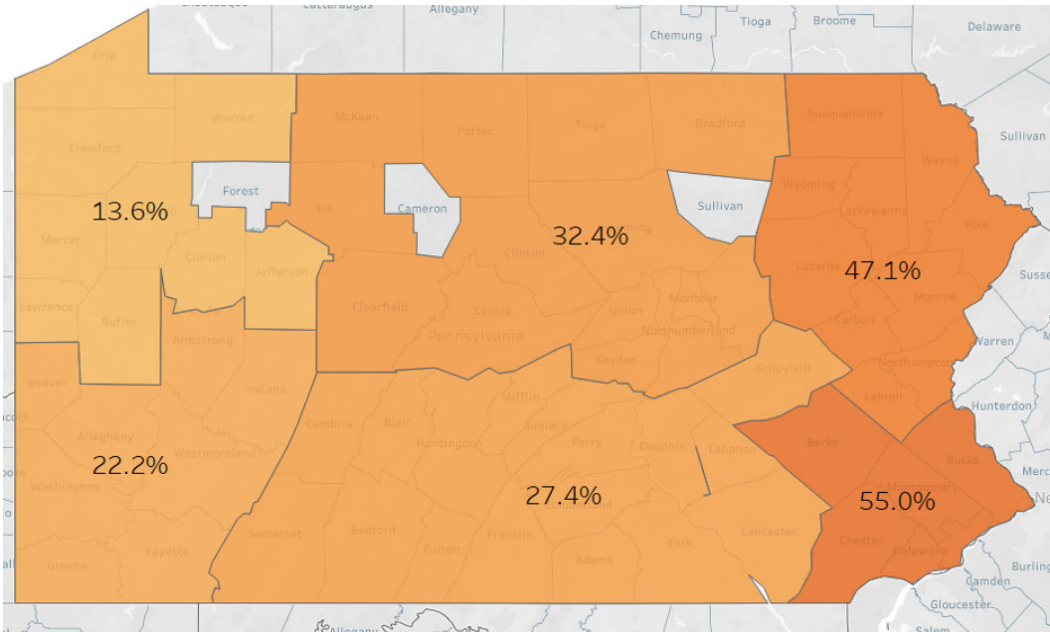 Cattaraugus
Allegany
Chemung
Tioga
Broome
Delaware
Erie
Warren
McKean
Potter
Tioga
Bradford
Susquehanna
Wayne
Sullivan
Crawford
Forest
Elk
Cameron
Sullivan
Wyoming
Lackawanna
Pike
13.6%
32.4%
47.1%
Mercer
Clarion
Jefferson
Clinton
Luzerne
Monroe
Lawrence
Butler
Clearfield
Centre
Union
Montour
Carbon
Armstrong
Pennsylvania
Northumberland
Warren
Snyder
Schuylkill
Northampton
Beaver
Indiana
Mifflin
Lehigh
Hunterdon
Allegheny
Westmoreland
Cambria
Blair
Huntingdon
Juniata
Perry
Dauphin
Lebanon
Berks
Bucks
22.2%
27.4%
55.0%
Washington
Cumberland
Montgomery
Somerset
Bedford
Fulton
Franklin
York
Lancaster
Chester
Delaware
Greene
Fayette
Adams
Camden
Gloucester
Salem
Allegany